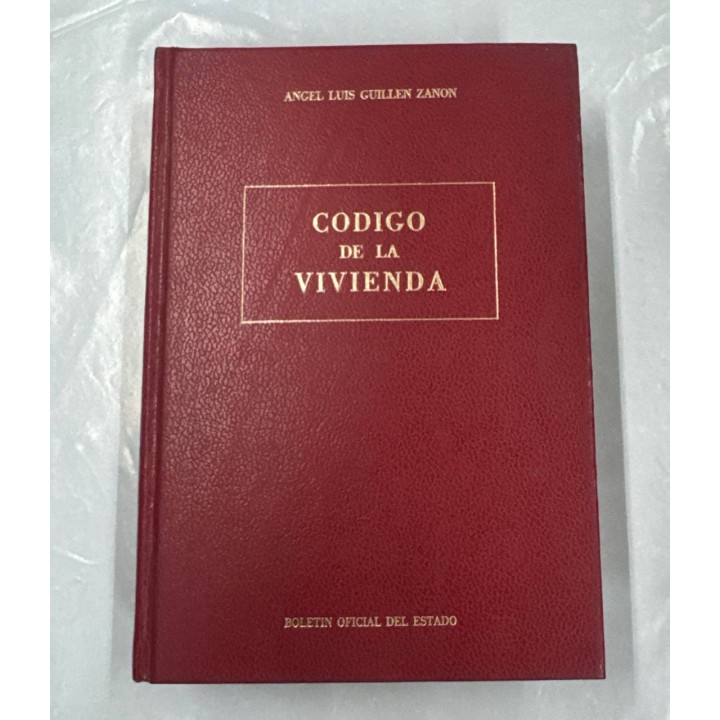 ANGEL LUIS GUILLEN ZANON
CODIGO
DE LA
VIVIENDA
BOLETIN OFICIAL DEL ESTADO